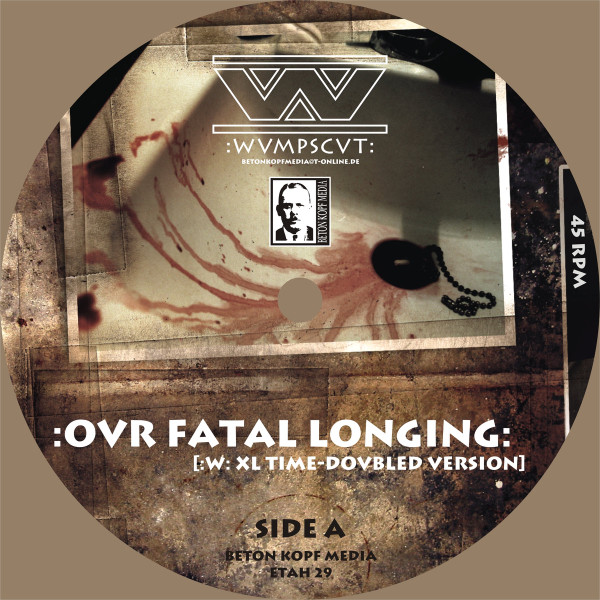 W
:WVMPSCVT:
BETONKOPFMEDIA@T-ONLINE.DE
BETON KOPF MEDIA
45 RPM
:OVR FATAL LONGING:
[:W: XL TIME-DOVBLED VERSION]
SIDE A
BETON KOPF MEDIA
ETAH 29